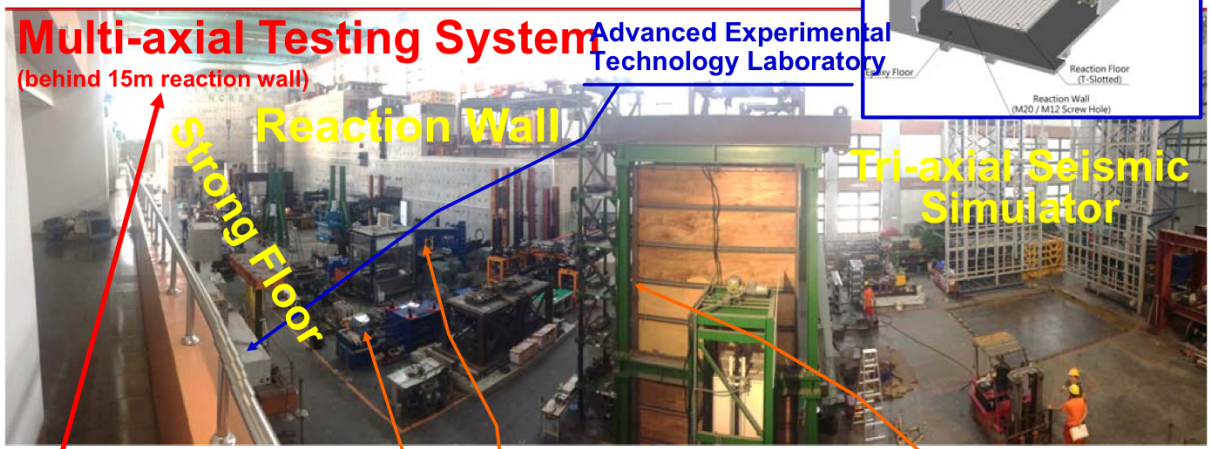 Multi-axial Testing System
(behind 15m reaction wall)
Advanced Experimental
Technology Laboratory
Epoxy Floor
Reaction Floor
(T-Slotted)
Reaction Wall
(M20 / M12 Screw Hole)
Reaction Wall
Strong Floor
Tri-axial Seismic
Simulator